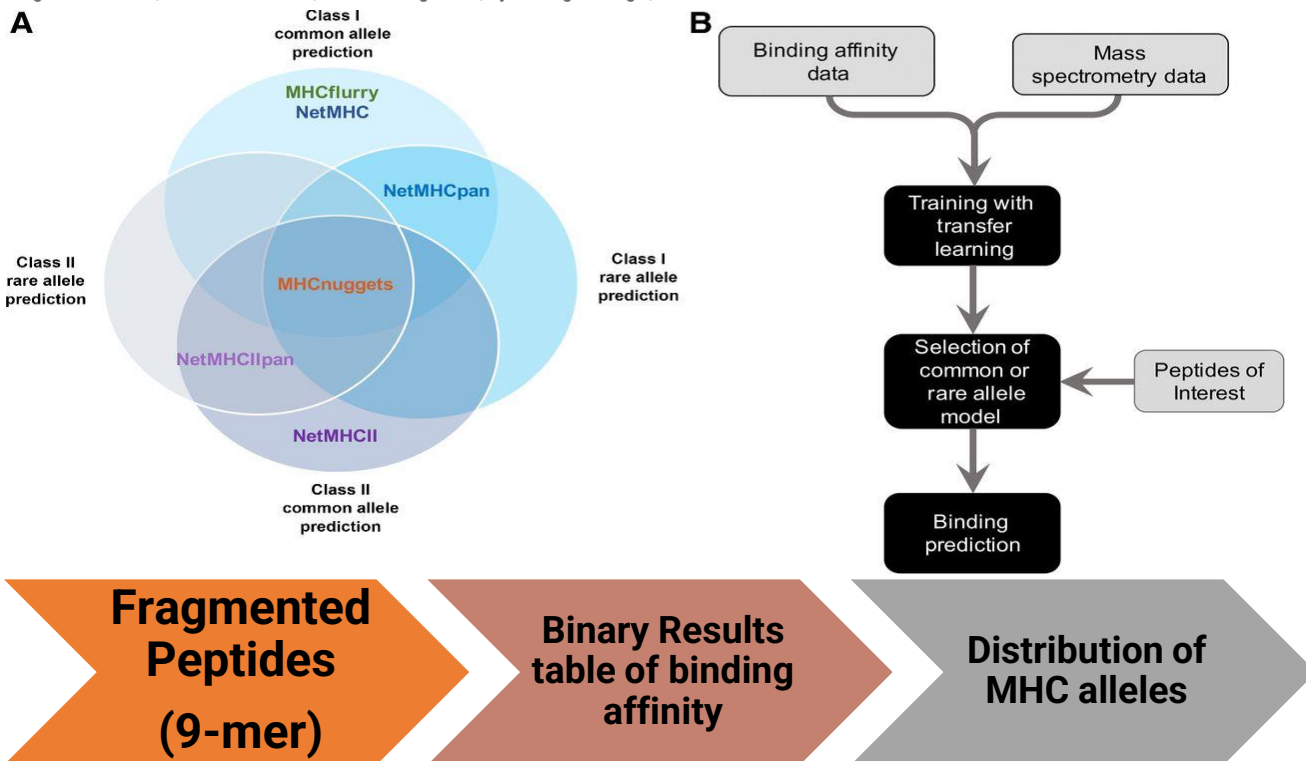 A
Class I
common allele
prediction
MHCflurry
NetMHC
NetMHCpan
Class II
rare allele
prediction
MHCnuggets
Class I
rare allele
prediction
NetMHCIIpan
NetMHCII
Class II
common allele
prediction
B
Binding affinity
data
Mass
spectrometry data
Training with
transfer
learning
Selection of
common or
rare allele
model
Peptides of
Interest
Binding
prediction
Fragmented
Peptides
(9-mer)
Binary Results
table of binding
affinity
Distribution of
MHC alleles